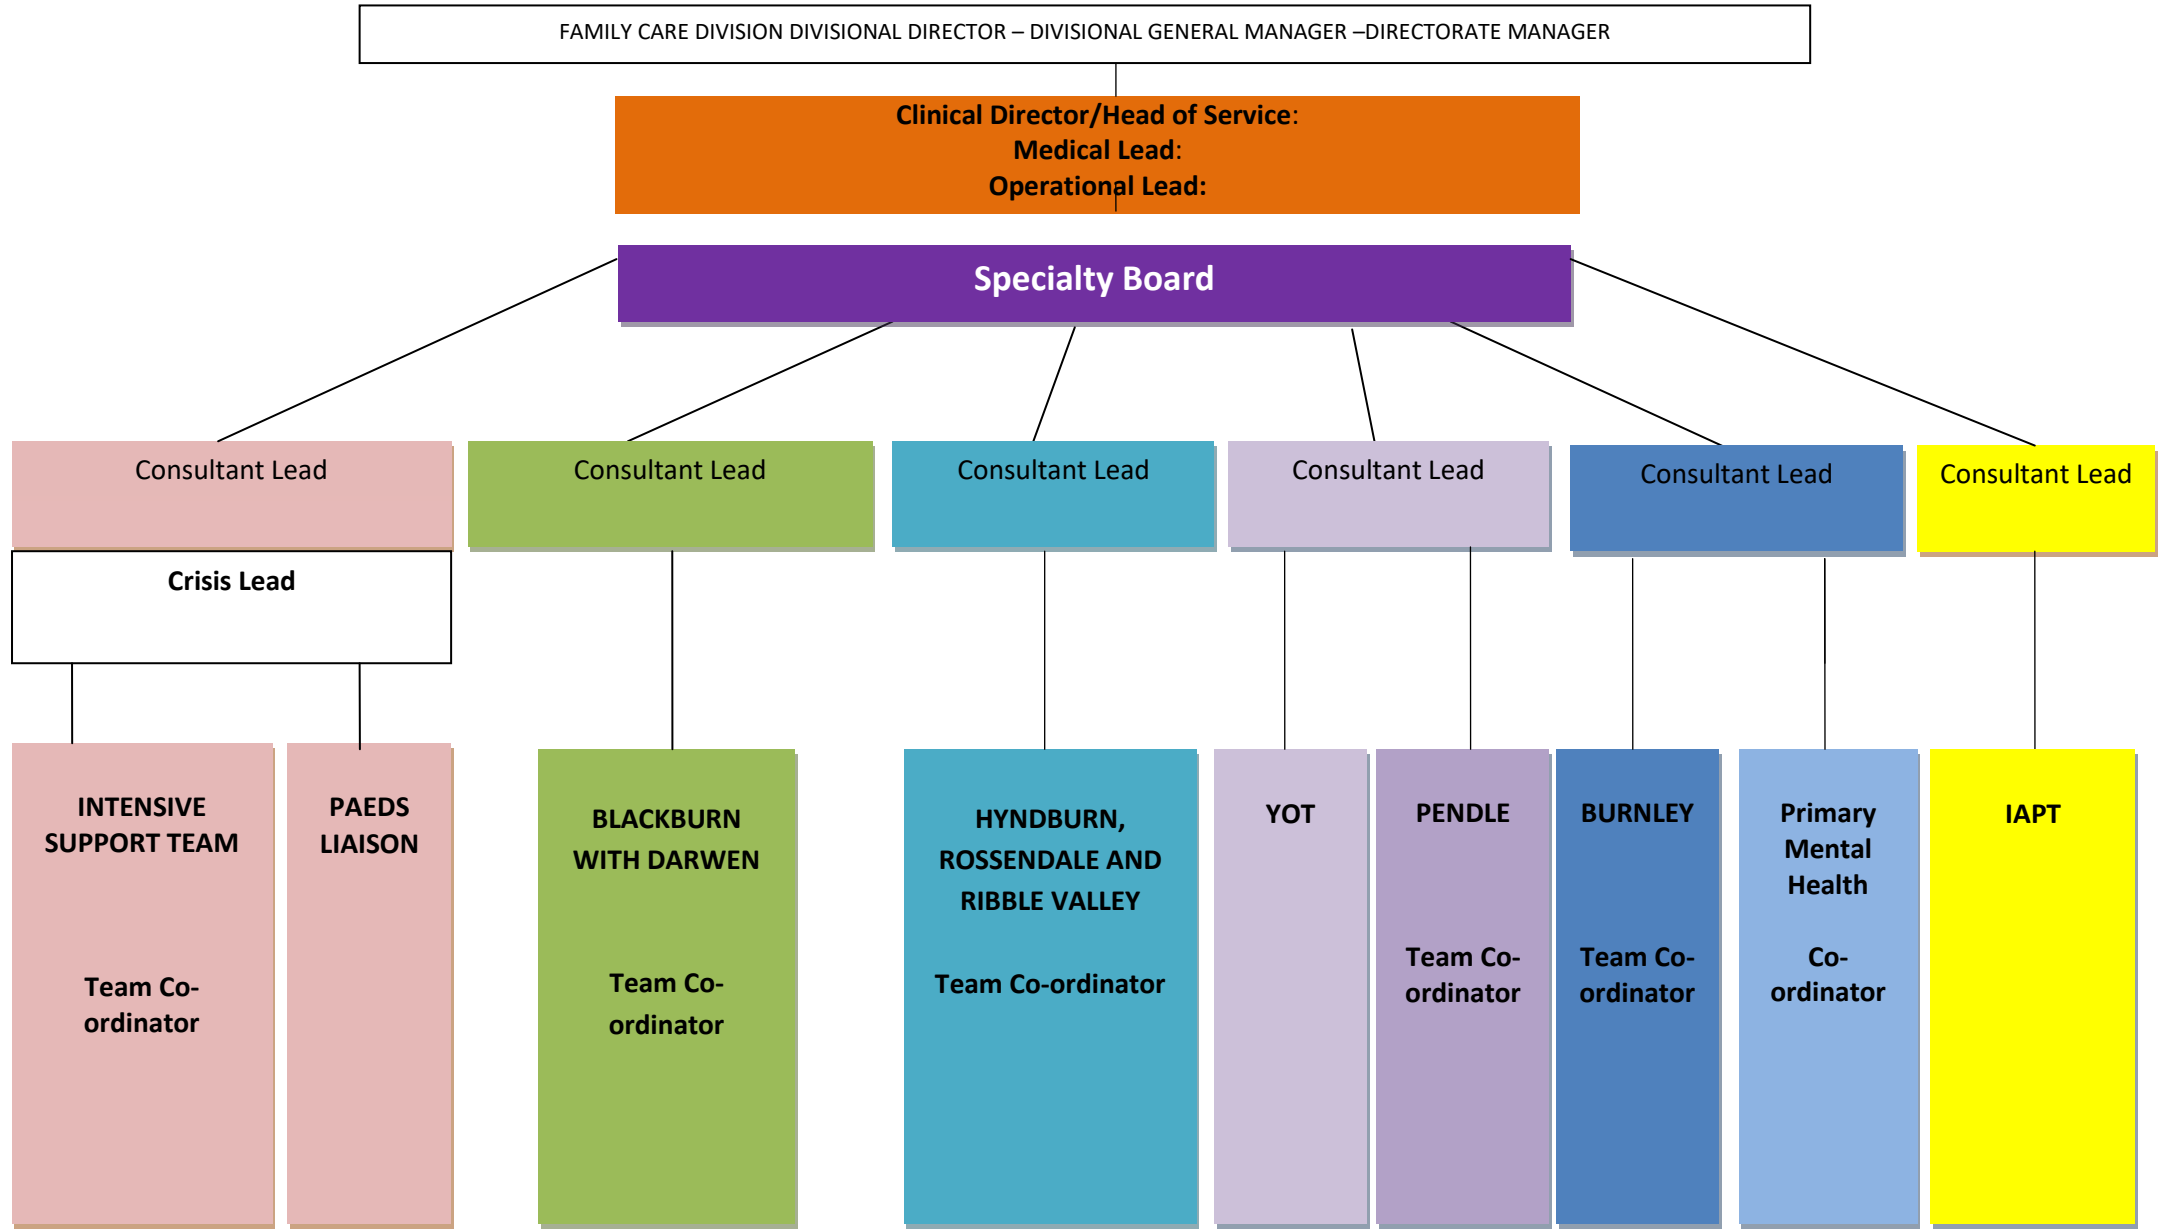 FAMILY CARE DIVISION DIVISIONAL DIRECTOR – DIVISIONAL GENERAL MANAGER –DIRECTORATE MANAGER
Clinical Director/Head of Service:
Medical Lead:
Operational Lead:
Specialty Board
Consultant Lead
Consultant Lead
Consultant Lead
Consultant Lead
Consultant Lead
Consultant Lead
Crisis Lead
INTENSIVE
SUPPORT TEAM
Team Co-
ordinator
PAEDS
LIAISON
BLACKBURN
WITH DARWEN
Team Co-
ordinator
HYNDBURN,
ROSSENDALE AND
RIBBLE VALLEY
Team Co-ordinator
YOT
PENDLE
Team Co-
ordinator
BURNLEY
Team Co-
ordinator
Primary
Mental
Health
Co-
ordinator
IAPT